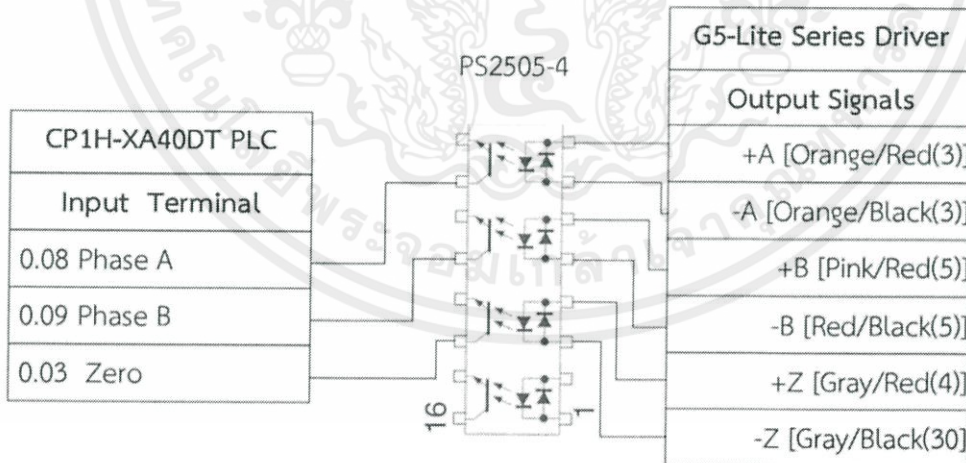 CP1H-XA40DT PLC
Input Terminal
0.08 Phase A
0.09 Phase B
0.03 Zero
PS2505-4
16
1
G5-Lite Series Driver
Output Signals
+A [Orange/Red(3)]
-A [Orange/Black(3)]
+B [Pink/Red(5)]
-B [Red/Black(5)]
+Z [Gray/Red(4)]
-Z [Gray/Black(30]